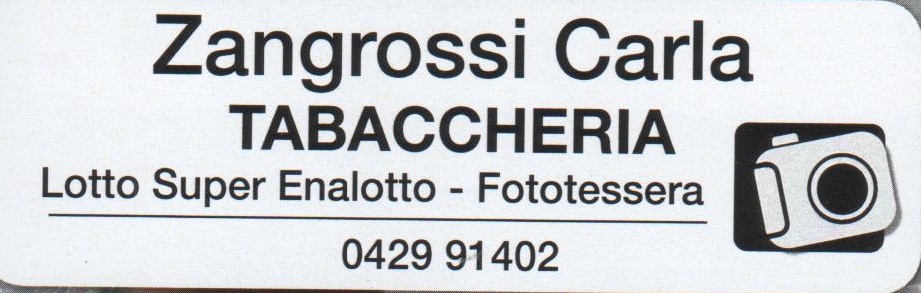 Zangrossi Carla
TABACCHERIA
Lotto Super Enalotto - Fototessera
0429 91402